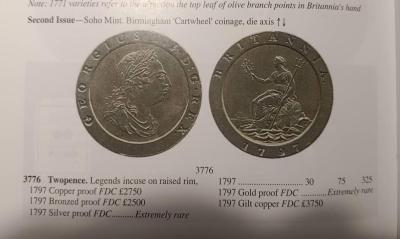 Note: 1771 varieties refer to the direction the top leaf of olive branch points in Britannia's hand
Second Issue—Soho Mint. Birmingham 'Cartwheel' coinage, die axis ↑↓
GEORGIUS III·D:G·REX
BRITANNIA
1797
3776
3776 Twopence. Legends incuse on raised rim,
1797 Copper proof FDC £2750
1797 Bronzed proof FDC £2500
1797 Silver proof FDC............Extremely rare
1797 ........................ 30 75 325
1797 Gold proof FDC ............Extremely rare
1797 Gilt copper FDC £3750